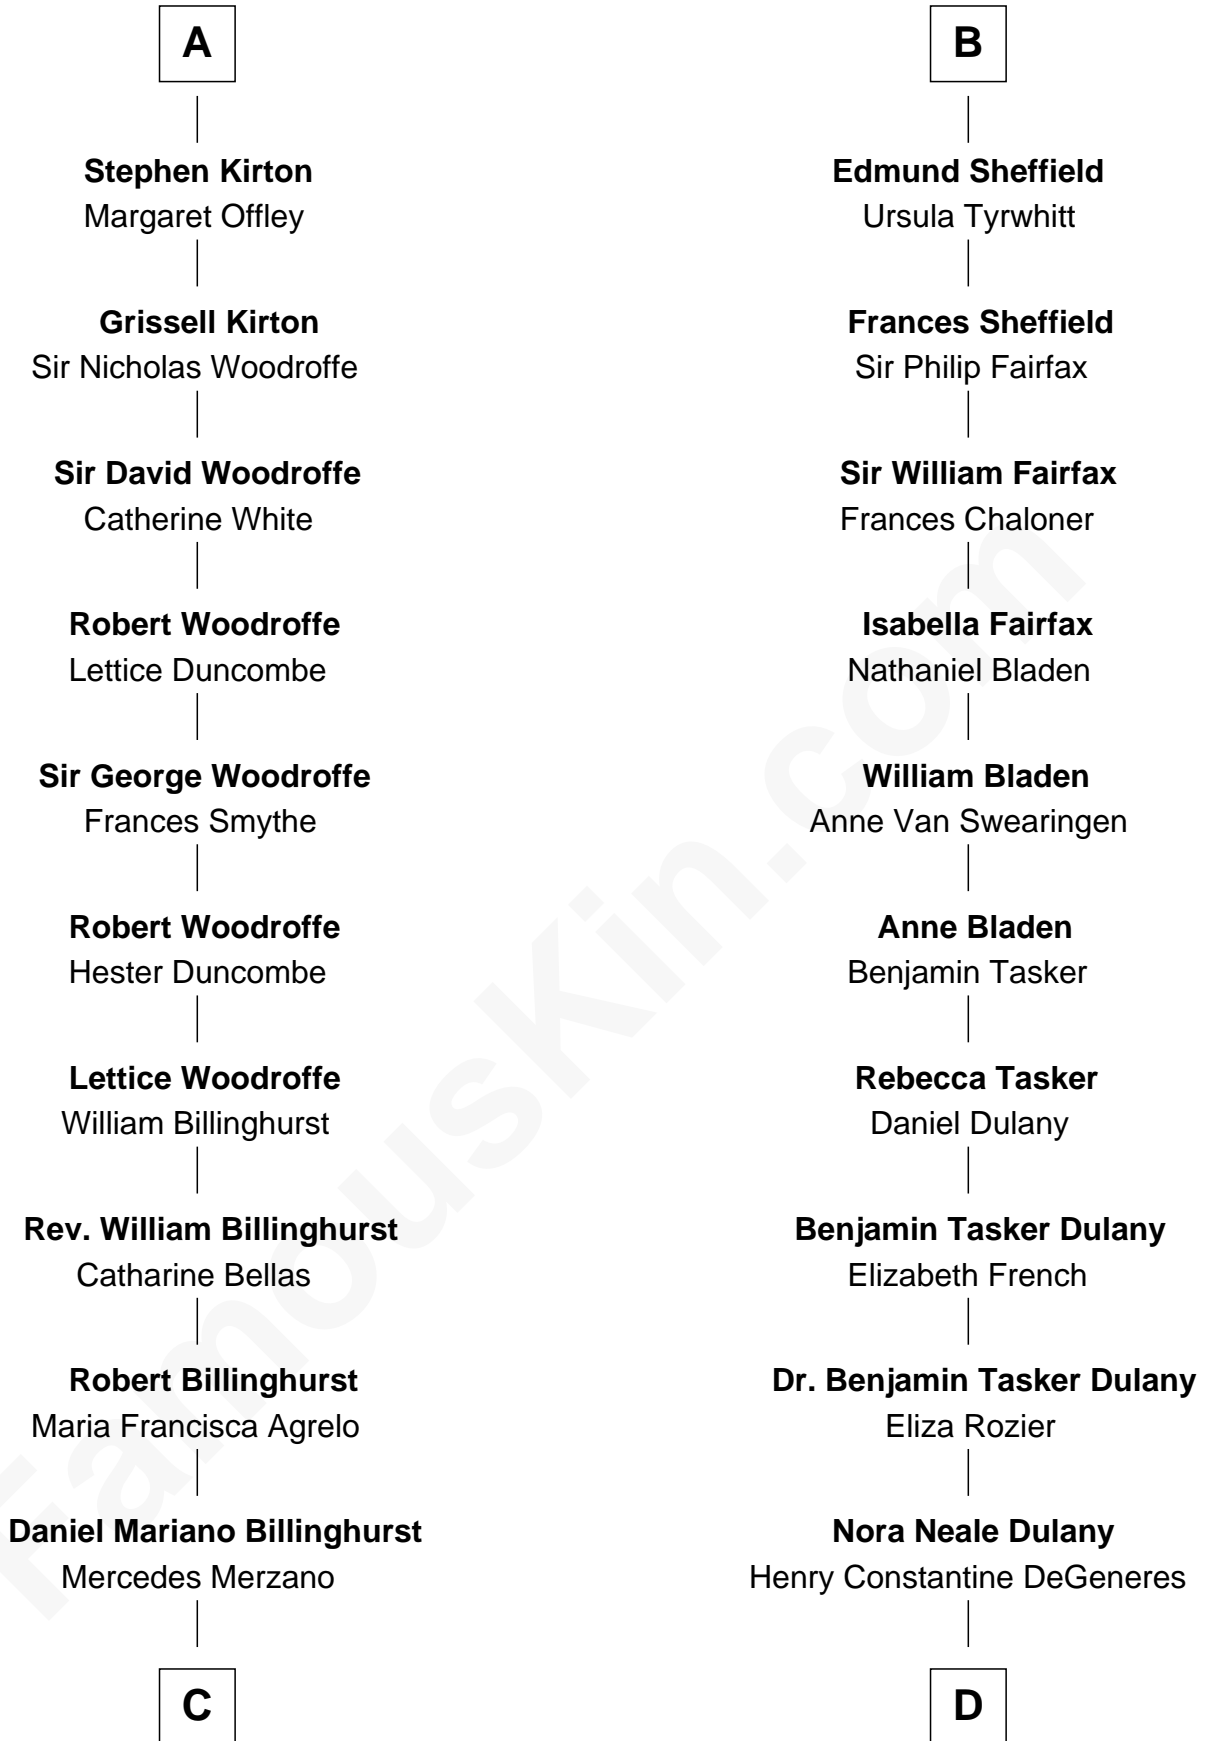 A
Stephen Kirton
Margaret Offley
Grissell Kirton
Sir Nicholas Woodroffe
Sir David Woodroffe
Catherine White
Robert Woodroffe
Lettice Duncombe
Sir George Woodroffe
Frances Smythe
Robert Woodroffe
Hester Duncombe
Lettice Woodroffe
William Billinghurst
Rev. William Billinghurst
Catharine Bellas
Robert Billinghurst
Maria Francisca Agrelo
Daniel Mariano Billinghurst
Mercedes Merzano
C
B
Edmund Sheffield
Ursula Tyrwhitt
Frances Sheffield
Sir Philip Fairfax
Sir William Fairfax
Frances Chaloner
Isabella Fairfax
Nathaniel Bladen
William Bladen
Anne Van Swearingen
Anne Bladen
Benjamin Tasker
Rebecca Tasker
Daniel Dulany
Benjamin Tasker Dulany
Elizabeth French
Dr. Benjamin Tasker Dulany
Eliza Rozier
Nora Neale Dulany
Henry Constantine DeGeneres
D
FamousKin.com